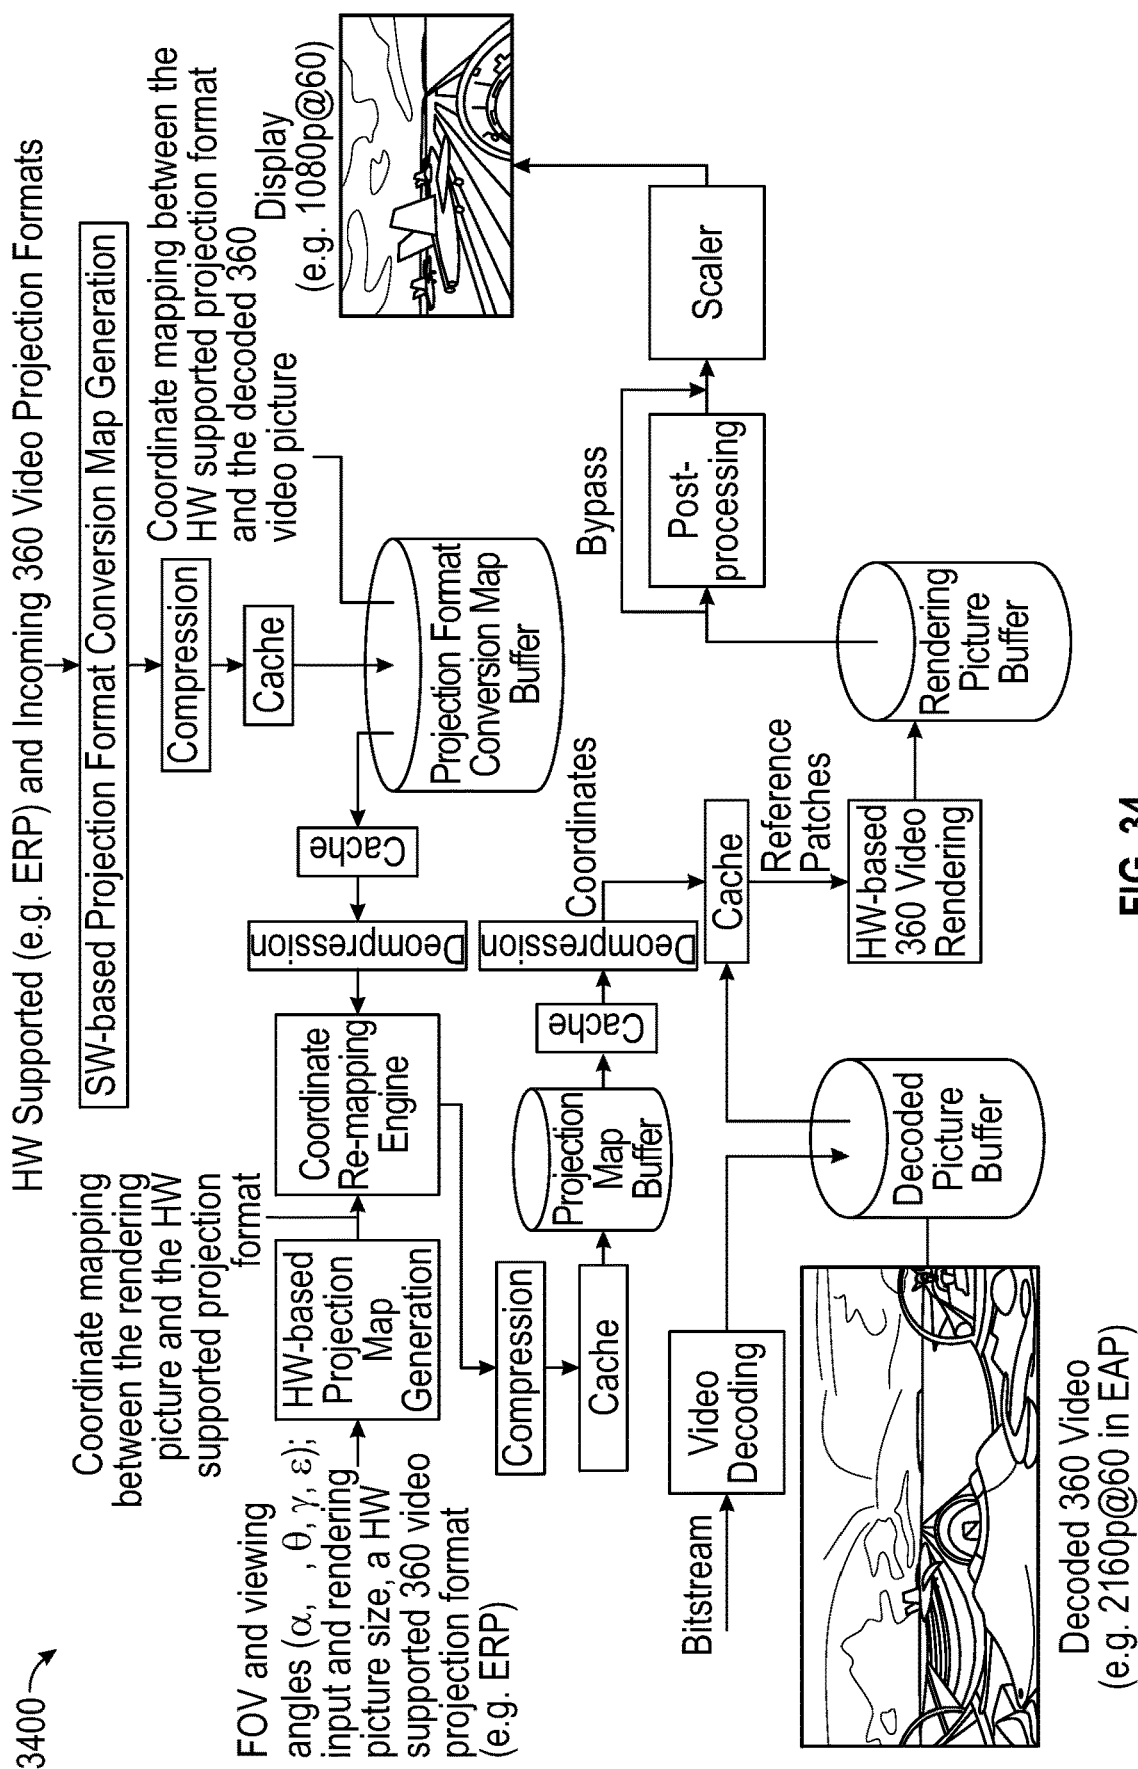 3400
HW Supported (e.g. ERP) and Incoming 360 Video Projection Formats
SW-based Projection Format Conversion Map Generation
Compression
Cache
Coordinate mapping between the
HW supported projection format
and the decoded 360
video picture
Coordinate mapping
between the rendering
picture and the HW
supported projection
format
FOV and viewing
angles (α, , θ, γ, ε);
input and rendering
picture size, a HW
supported 360 video
projection format
(e.g. ERP)
HW-based
Projection
Map
Generation
Coordinate
Re-mapping
Engine
Deompression
Cache
Projection Format
Conversion Map
Buffer
Display
(e.g. 1080p@60)
Compression
Cache
Projection
Map
Buffer
Cache
Deompression
Coordinates
Bitstream
Video
Decoding
Cache
Reference
Patches
Bypass
Post-
processing
Scaler
Decoded 360 Video
(e.g. 2160p@60 in EAP)
Decoded
Picture
Buffer
HW-based
360 Video
Rendering
Rendering
Picture
Buffer
FIG. 34